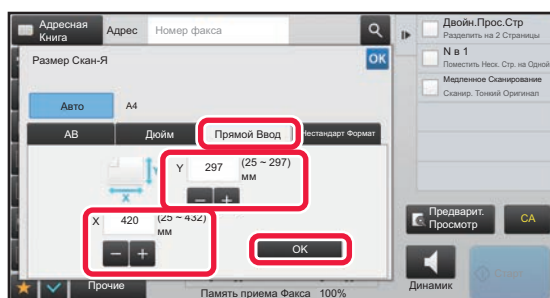 Адресная
Книга
Адрес
Номер факса
Размер Скан-Я
OK
Авто
A4
AB
Дюйм
Прямой Ввод
Нестандарт Формат
Y 297 (25 ~ 297)
мм
Y
X
X 420 (25 ~ 432)
мм
OK
Прочие
Память приема Факса 100%
Двойн.Прос.Стр
Разделить на 2 Страницы
N в 1
Поместить Неск. Стр. на Одной
Медленное Сканирование
Сканир. Тонкий Оригинал
Предварит.
Просмотр
CA
Динамик
Старт